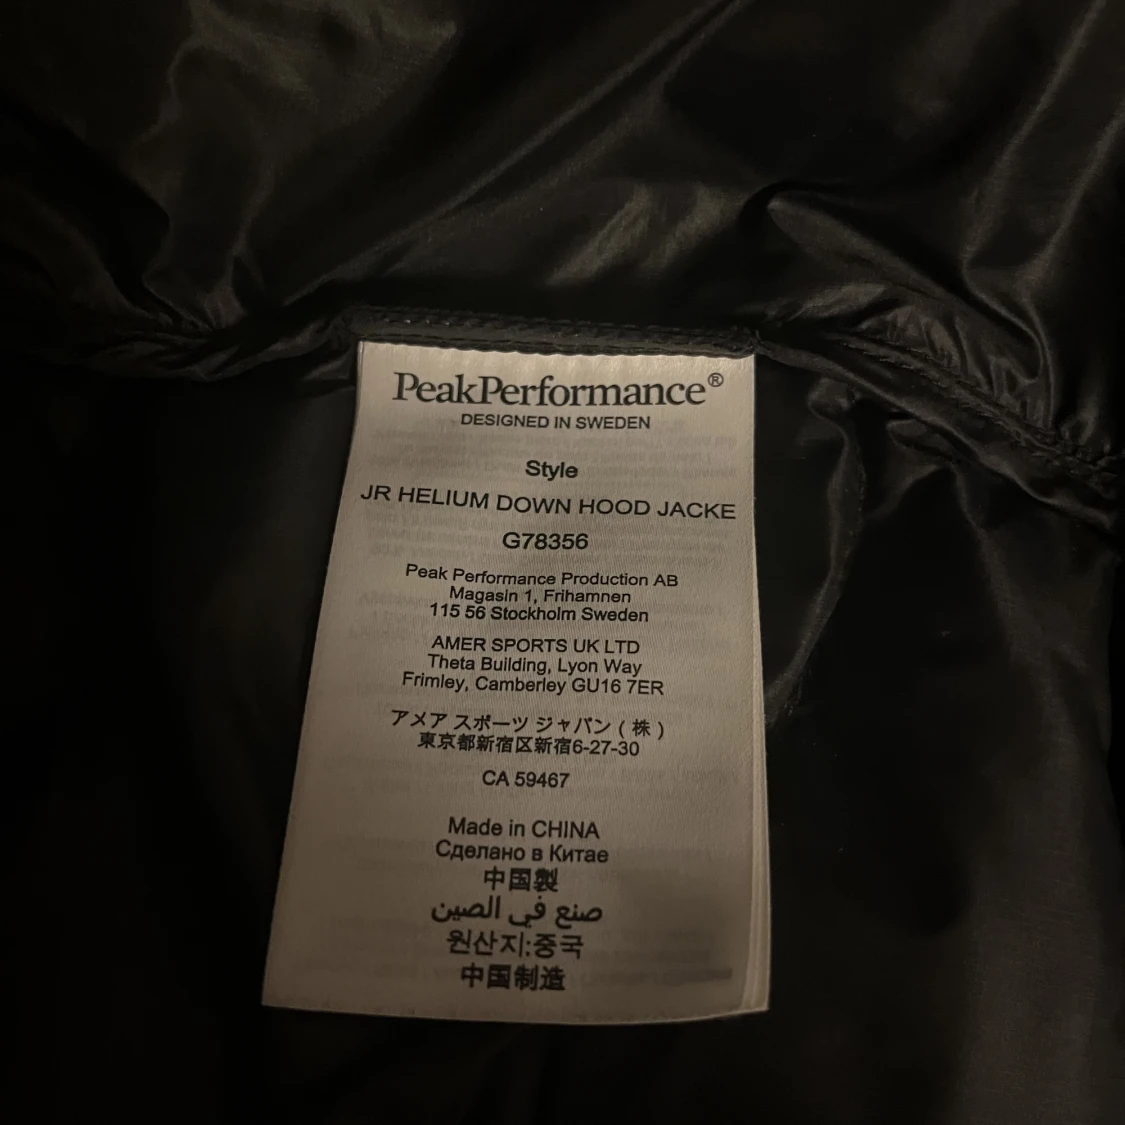 PeakPerformance®
DESIGNED IN SWEDEN
Style
JR HELIUM DOWN HOOD JACKE
G78356
Peak Performance Production AB
Magasin 1, Frihamnen
115 56 Stockholm Sweden
AMER SPORTS UK LTD
Theta Building, Lyon Way
Frimley, Camberley GU16 7ER
アメア スポーツ ジャパン ( 株 )
東京都新宿区新宿6-27-30
CA 59467
Made in CHINA
Сделано в Китае
中国製
صنع في الصين
원산지:중국
中国制造